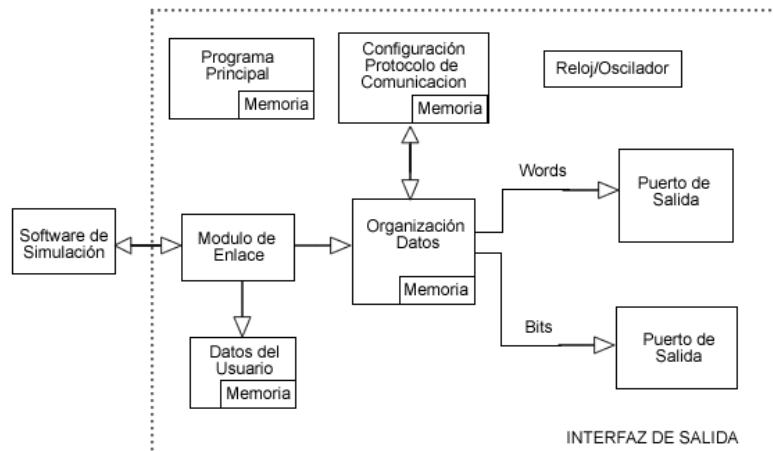 Programa
Principal
Memoria
Configuración
Protocolo de
Comunicacion
Memoria
Reloj/Oscilador
Words
Puerto de
Salida
Software de
Simulación
Modulo de
Enlace
Organización
Datos
Memoria
Bits
Puerto de
Salida
Datos del
Usuario
Memoria
INTERFAZ DE SALIDA